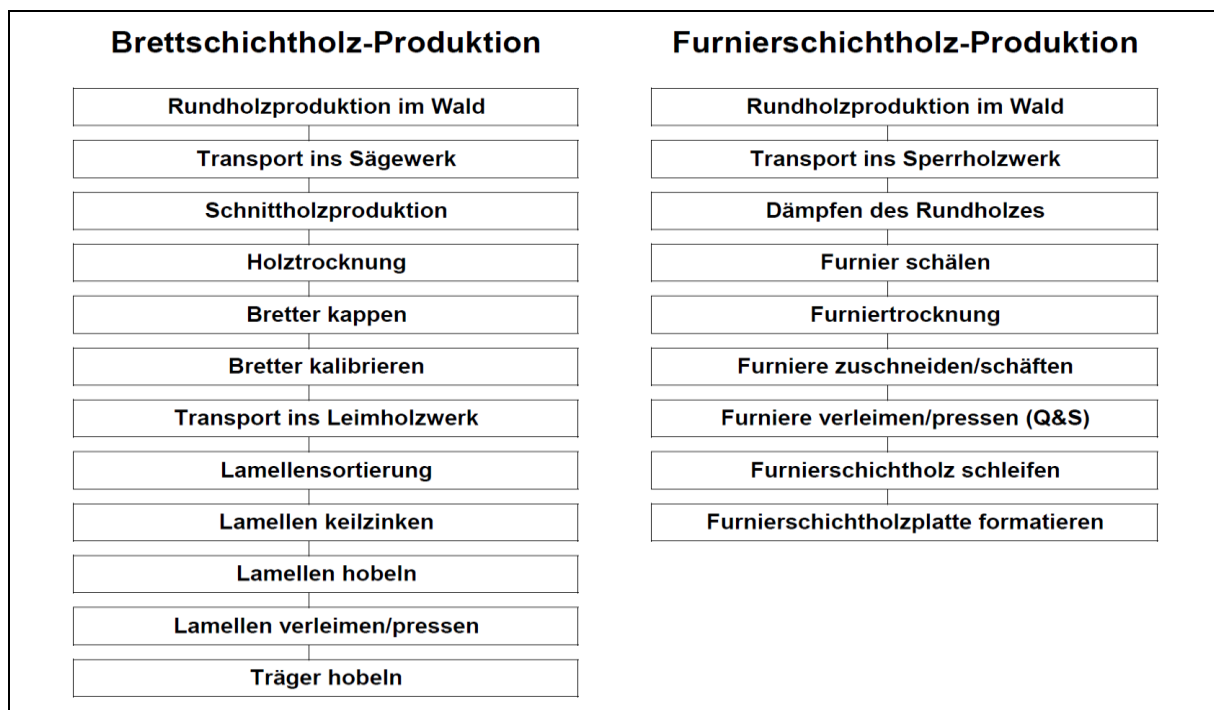 Brettschichtholz-Produktion
Rundholzproduktion im Wald
Transport ins Sägewerk
Schnittholzproduktion
Holztrocknung
Bretter kappen
Bretter kalibrieren
Transport ins Leimholzwerk
Lamellensortierung
Lamellen keilzinken
Lamellen hobeln
Lamellen verleimen/pressen
Träger hobeln
Furnierschichtholz-Produktion
Rundholzproduktion im Wald
Transport ins Sperrholzwerk
Dämpfen des Rundholzes
Furnier schälen
Furniertrocknung
Furniere zuschneiden/schäften
Furniere verleimen/pressen (Q&S)
Furnierschichtholz schleifen
Furnierschichtholzplatte formatieren